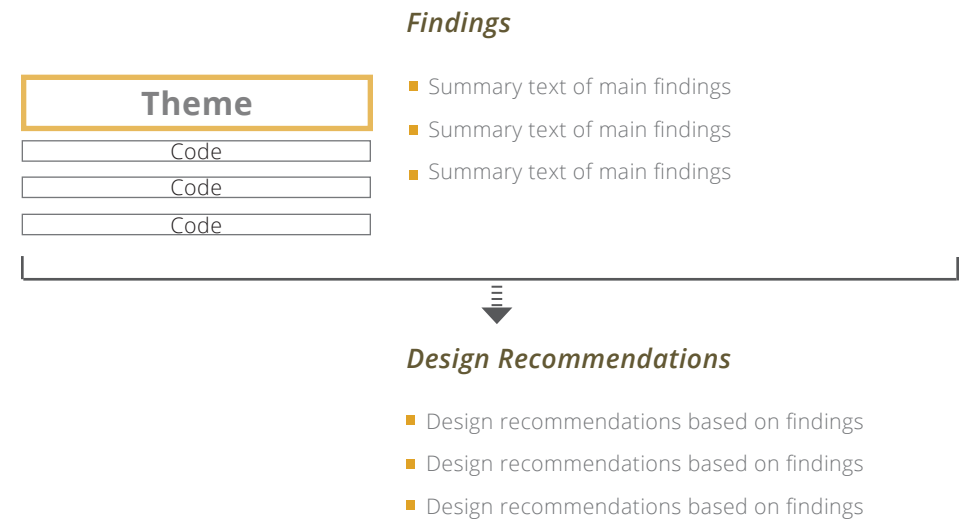 Findings
Theme
Code
Code
Code
Summary text of main findings
Summary text of main findings
Summary text of main findings
Design Recommendations
Design recommendations based on findings
Design recommendations based on findings
Design recommendations based on findings